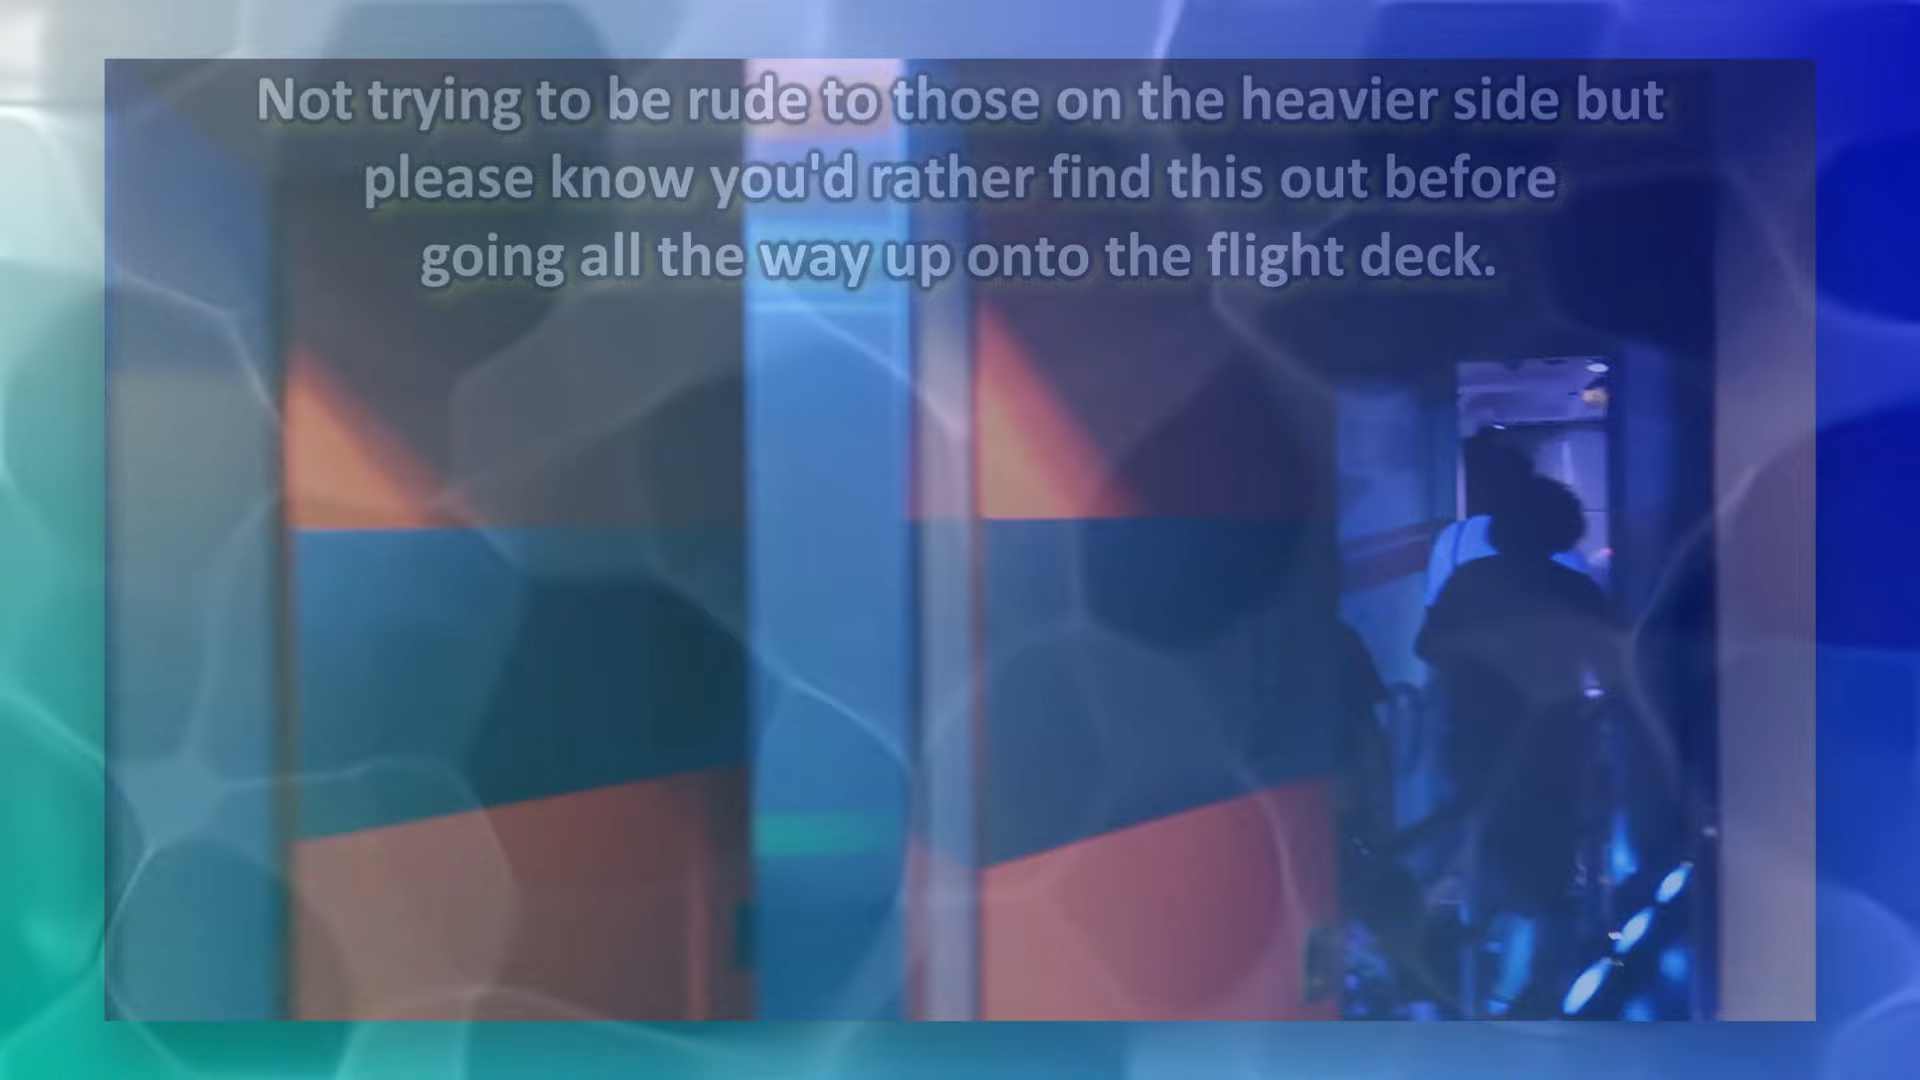 Not trying to be rude to those on the heavier side but
please know you'd rather find this out before
going all the way up onto the flight deck.